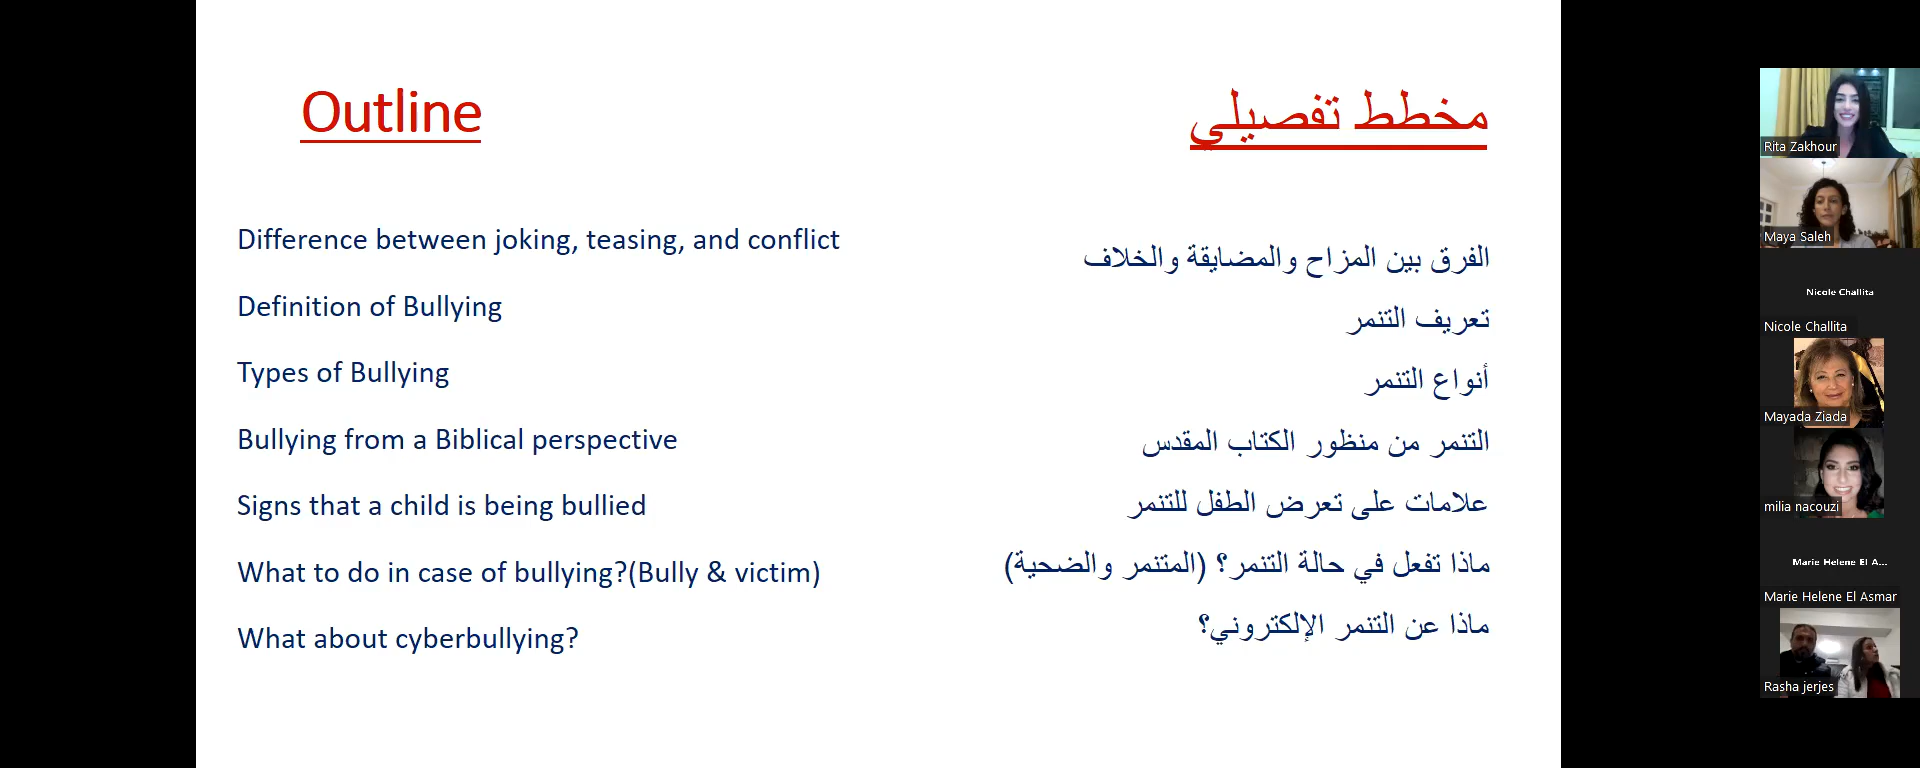 Outline
Difference between joking, teasing, and conflict
Definition of Bullying
Types of Bullying
Bullying from a Biblical perspective
Signs that a child is being bullied
What to do in case of bullying?(Bully & victim)
What about cyberbullying?
مخطط تفصيلي
الفرق بين المزاح والمضايقة والخلاف
تعريف التنمر
أنواع التنمر
التنمر من منظور الكتاب المقدس
علامات على تعرض الطفل للتنمر
ماذا تفعل في حالة التنمر؟ (المتنمر والضحية)
ماذا عن التنمر الإلكتروني؟
Rita Zakhour
Maya Saleh
Nicole Challita
Nicole Challita
Mayada Ziada
milia nacouzi
Marie Helene El A...
Marie Helene El Asmar
Rasha jerjes